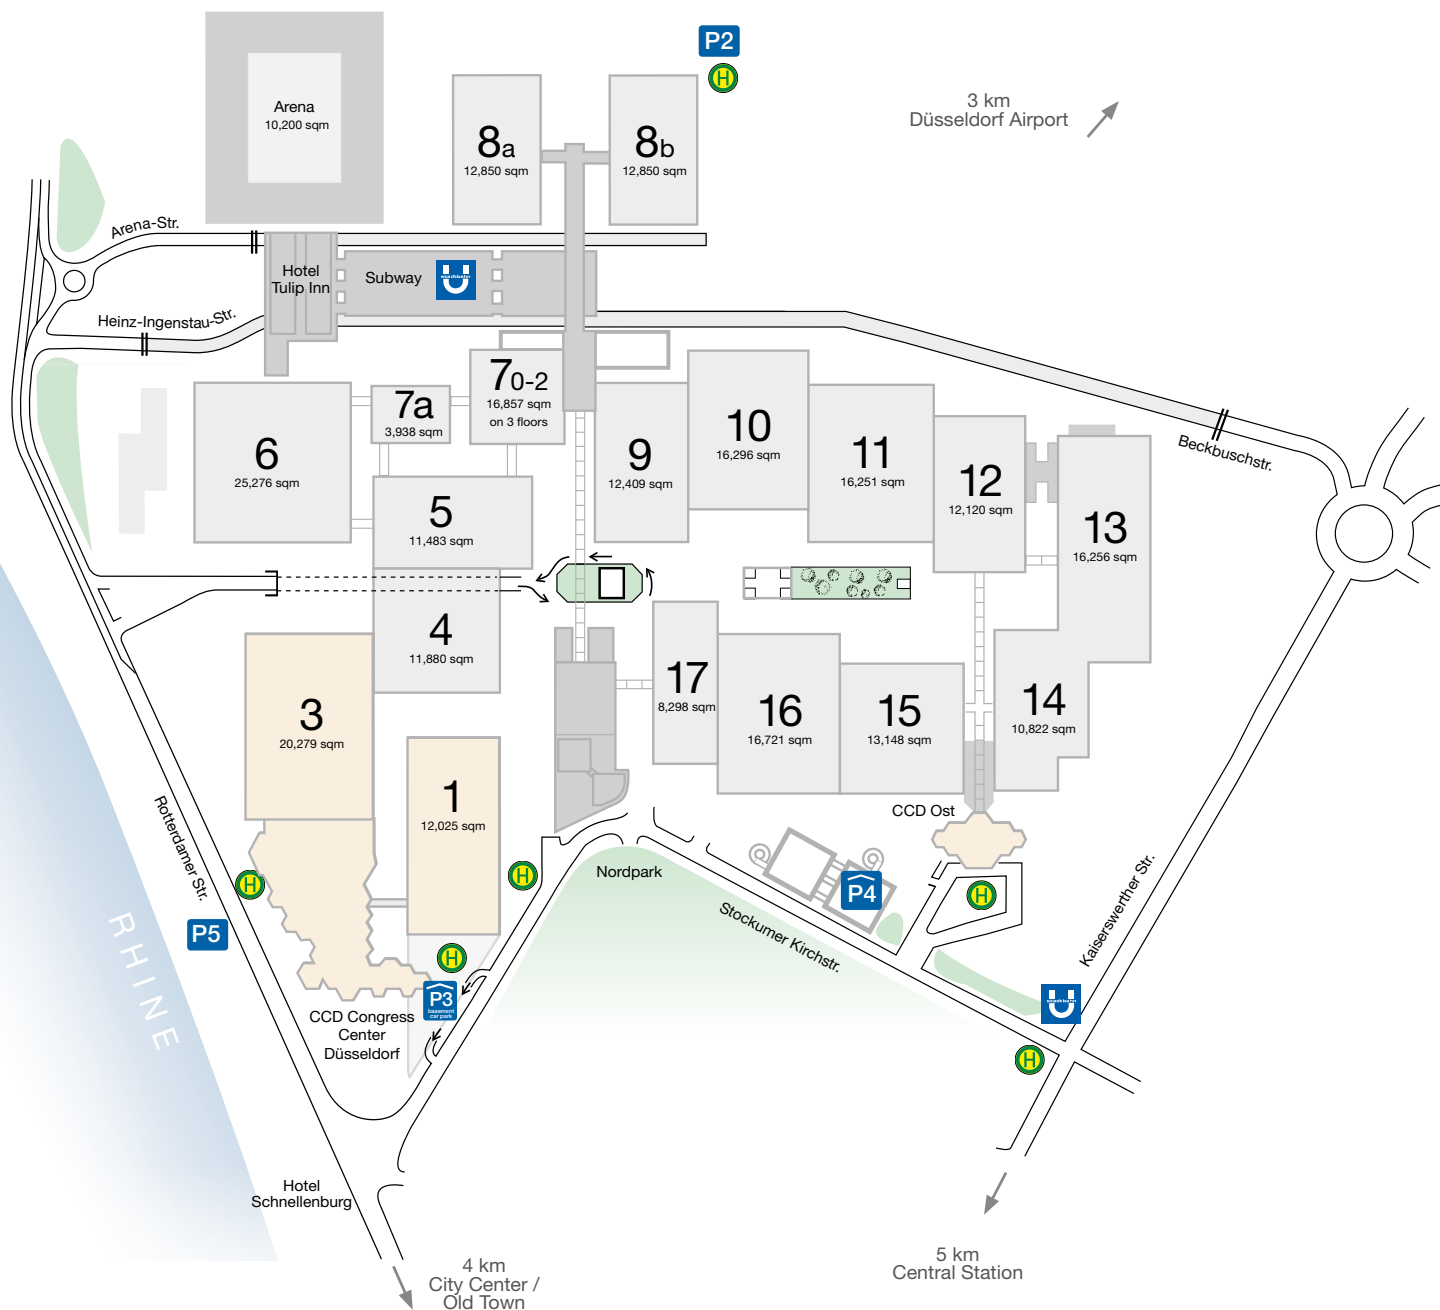 P2
H
Arena
10,200 sqm
8a
12,850 sqm
8b
12,850 sqm
3 km
Düsseldorf Airport
Arena-Str.
Hotel
Tulip Inn
Subway
Heinz-Ingenstau-Str.
7a
3,938 sqm
70-2
16,857 sqm
on 3 floors
6
25,276 sqm
5
11,483 sqm
9
12,409 sqm
10
16,296 sqm
11
16,251 sqm
12
12,120 sqm
13
16,256 sqm
Beckbuschstr.
4
11,880 sqm
3
20,279 sqm
17
8,298 sqm
16
16,721 sqm
15
13,148 sqm
14
10,822 sqm
1
12,025 sqm
CCD Ost
Rotterdamer Str.
H
H
Nordpark
P4
H
Kaiserswerther Str.
Stockumer Kirchstr.
P5
RHINE
H
P3
basement
car park
CCD Congress
Center
Düsseldorf
H
Hotel
Schnellenburg
4 km
City Center /
Old Town
5 km
Central Station